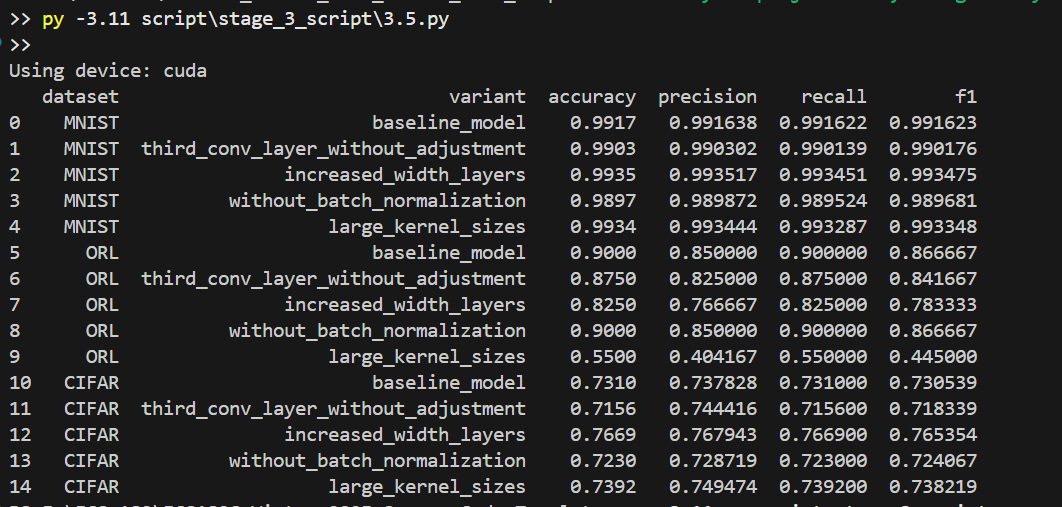 >> py -3.11 script\stage_3_script\3.5.py
>>
Using device: cuda
dataset variant accuracy precision recall f1
0 MNIST baseline_model 0.9917 0.991638 0.991622 0.991623
1 MNIST third_conv_layer_without_adjustment 0.9903 0.990302 0.990139 0.990176
2 MNIST increased_width_layers 0.9935 0.993517 0.993451 0.993475
3 MNIST without_batch_normalization 0.9897 0.989872 0.989524 0.989681
4 MNIST large_kernel_sizes 0.9934 0.993444 0.993287 0.993348
5 ORL baseline_model 0.9000 0.850000 0.900000 0.866667
6 ORL third_conv_layer_without_adjustment 0.8750 0.825000 0.875000 0.841667
7 ORL increased_width_layers 0.8250 0.766667 0.825000 0.783333
8 ORL without_batch_normalization 0.9000 0.850000 0.900000 0.866667
9 ORL large_kernel_sizes 0.5500 0.404167 0.550000 0.445000
10 CIFAR baseline_model 0.7310 0.737828 0.731000 0.730539
11 CIFAR third_conv_layer_without_adjustment 0.7156 0.744416 0.715600 0.718339
12 CIFAR increased_width_layers 0.7669 0.767943 0.766900 0.765354
13 CIFAR without_batch_normalization 0.7230 0.728719 0.723000 0.724067
14 CIFAR large_kernel_sizes 0.7392 0.749474 0.739200 0.738219